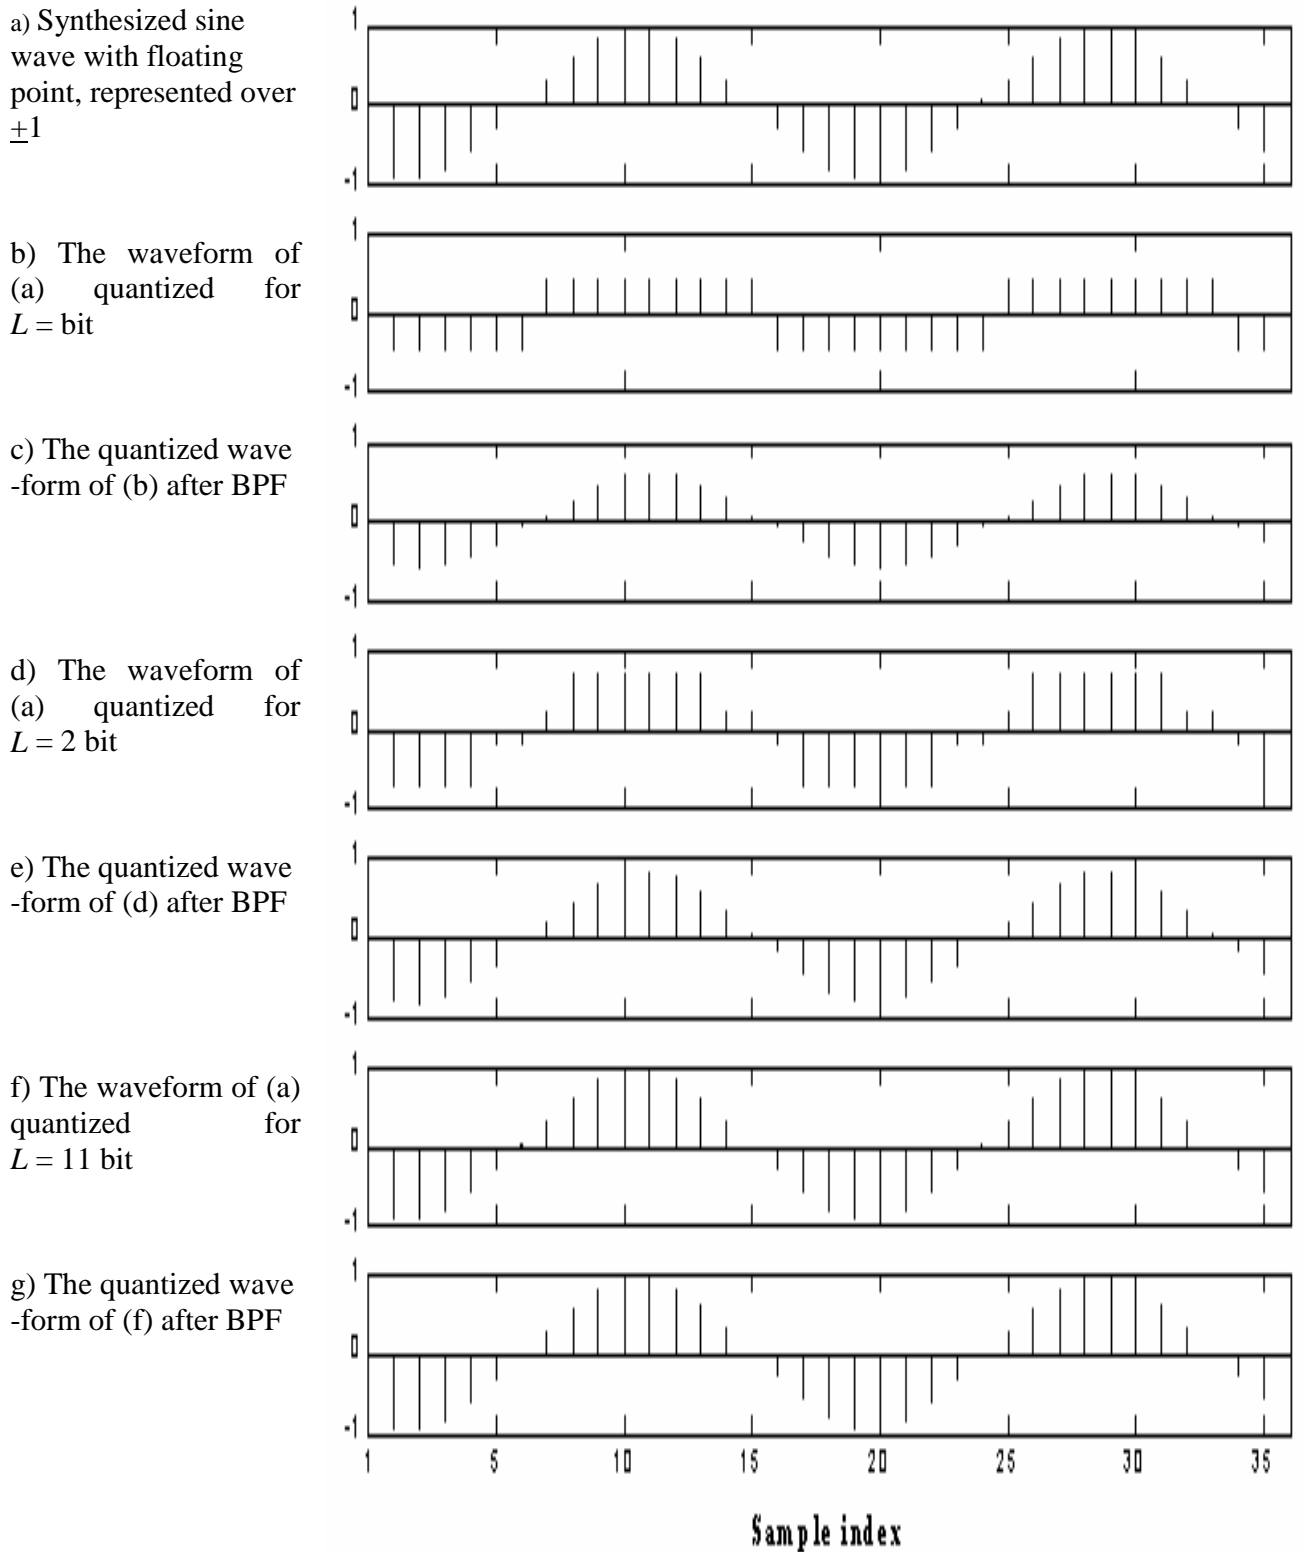 a) Synthesized sine
wave with floating
point, represented over
±1
1
0
-1
b) The waveform of
(a) quantized for
L = bit
1
0
-1
c) The quantized wave
-form of (b) after BPF
1
0
-1
d) The waveform of
(a) quantized for
L = 2 bit
1
0
-1
e) The quantized wave
-form of (d) after BPF
1
0
-1
f) The waveform of (a)
quantized for
L = 11 bit
1
0
-1
g) The quantized wave
-form of (f) after BPF
1
0
-1
1 5 10 15 20 25 30 35
Sample index